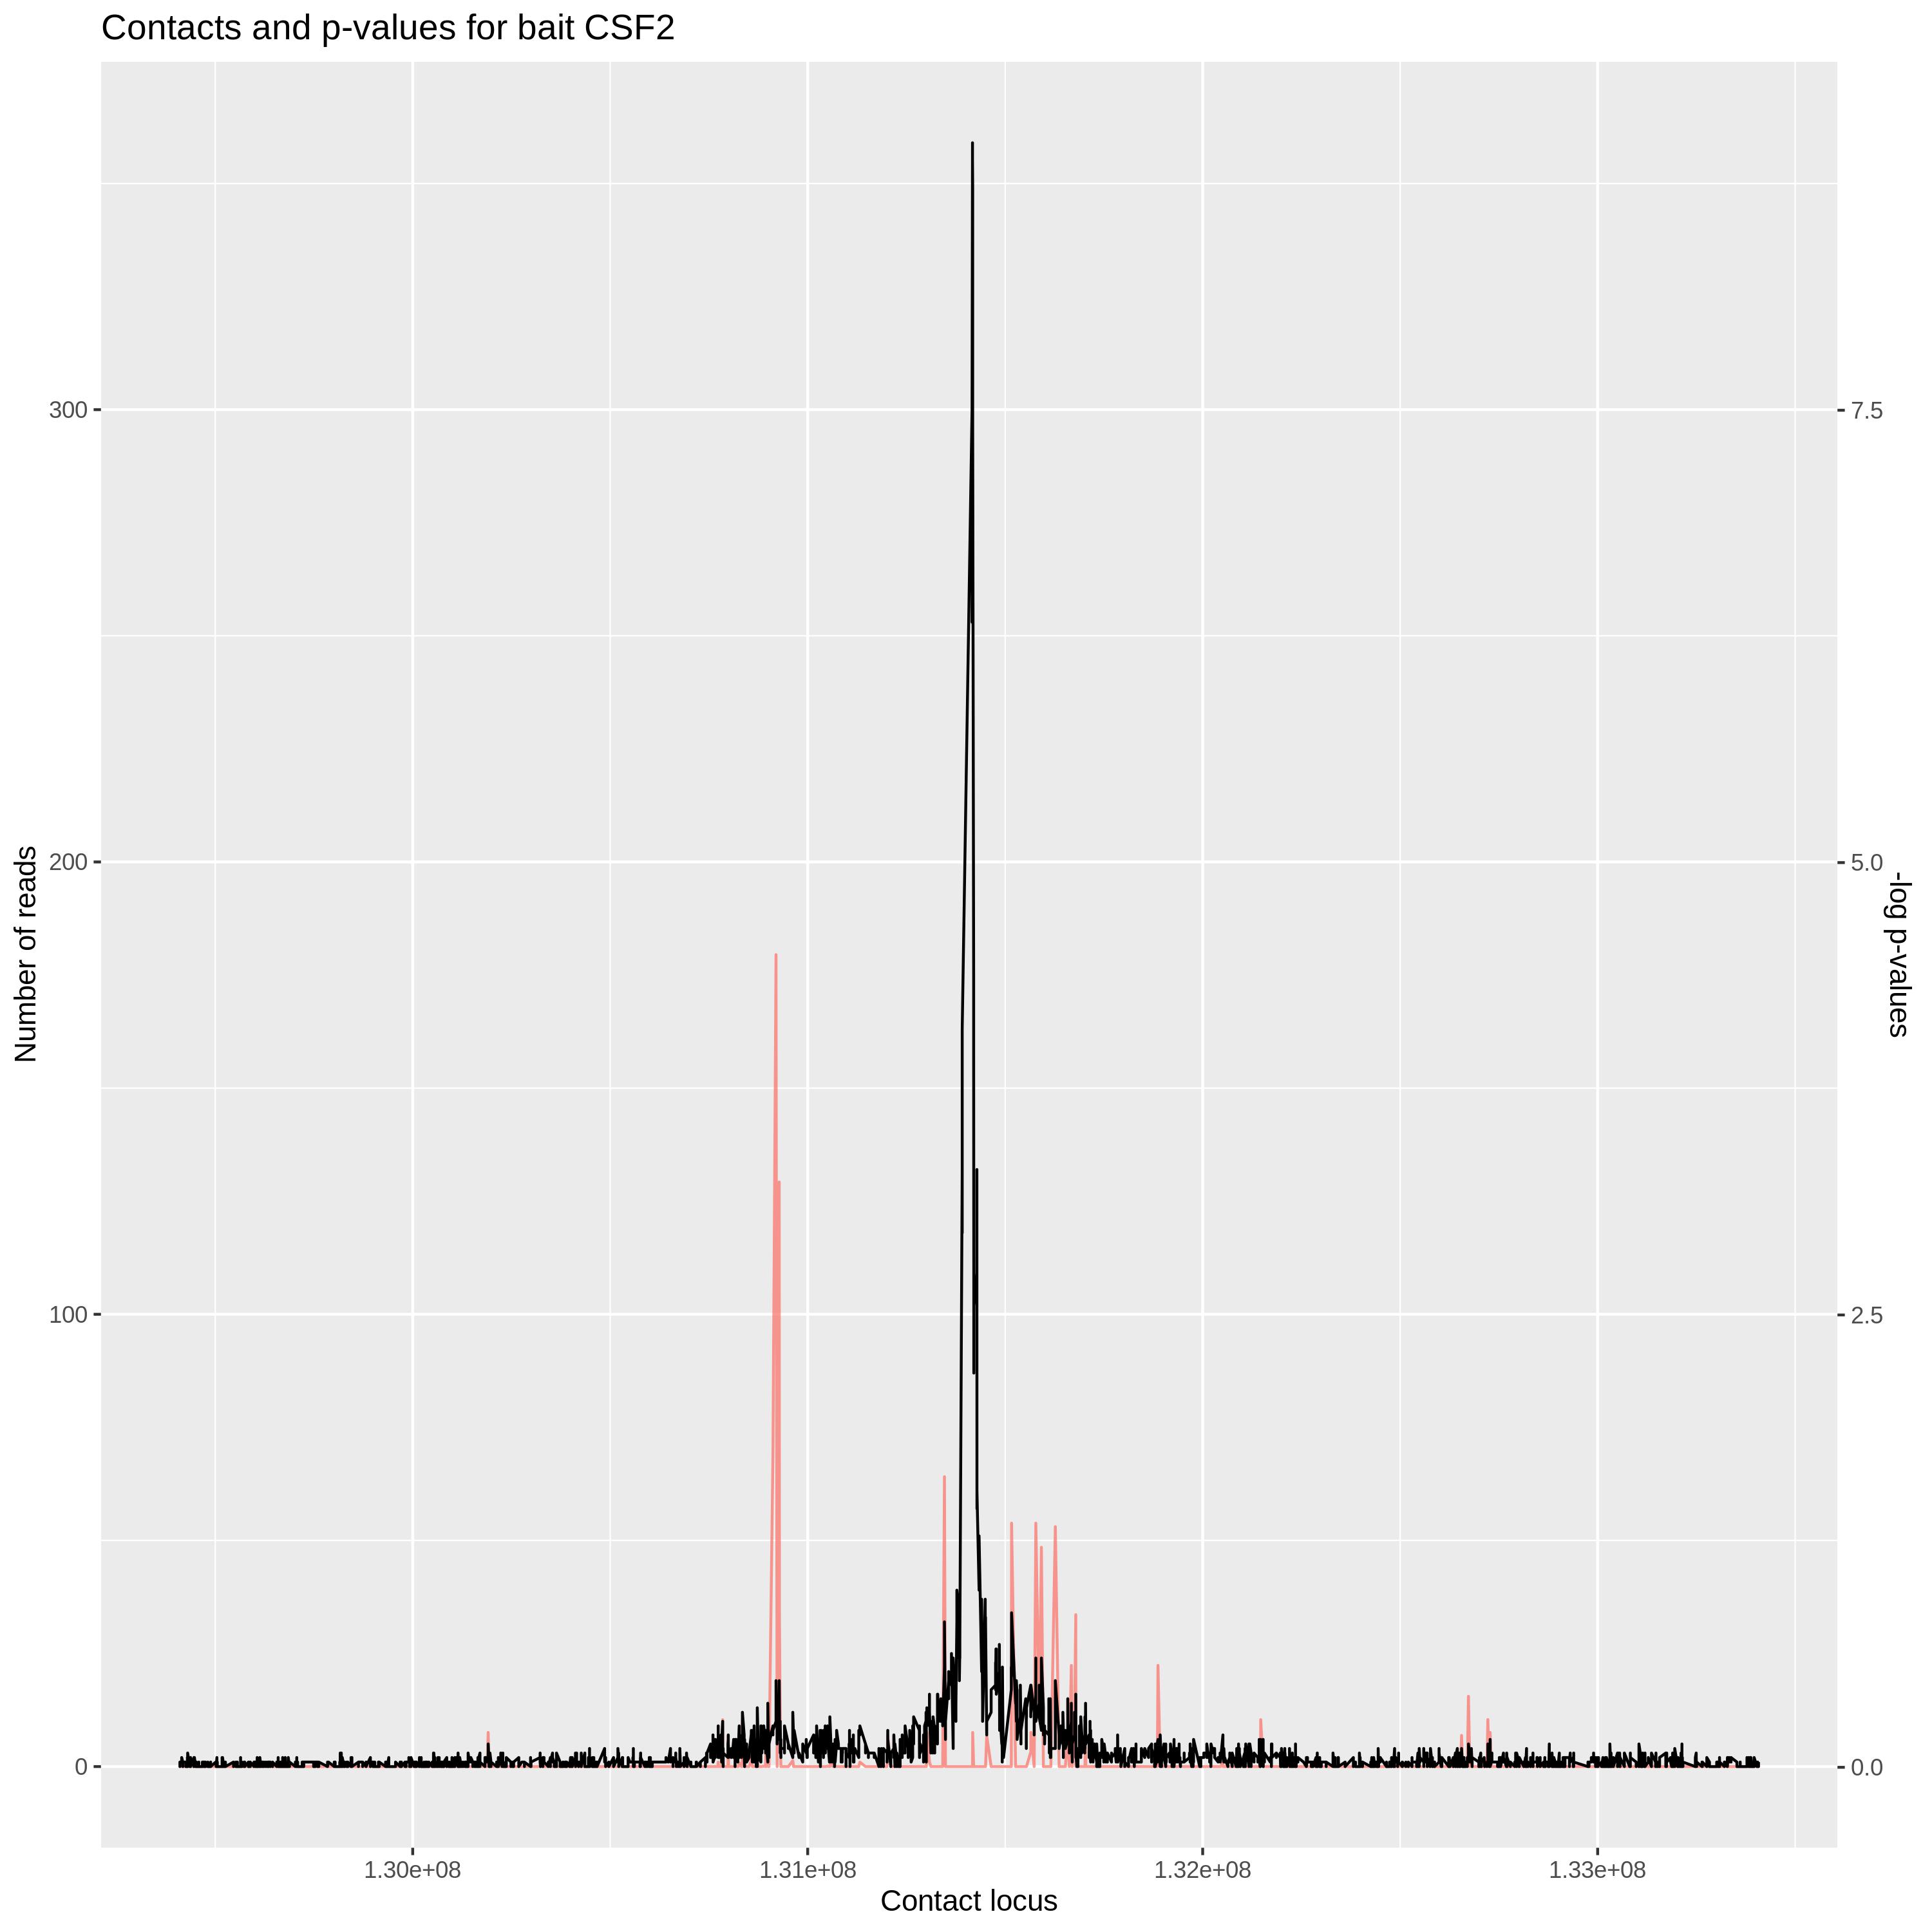 Contacts and p-values for bait CSF2
Number of reads
300
200
100
0
7.5
5.0
2.5
0.0
-log p-values
1.30e+08
1.31e+08
1.32e+08
1.33e+08
Contact locus